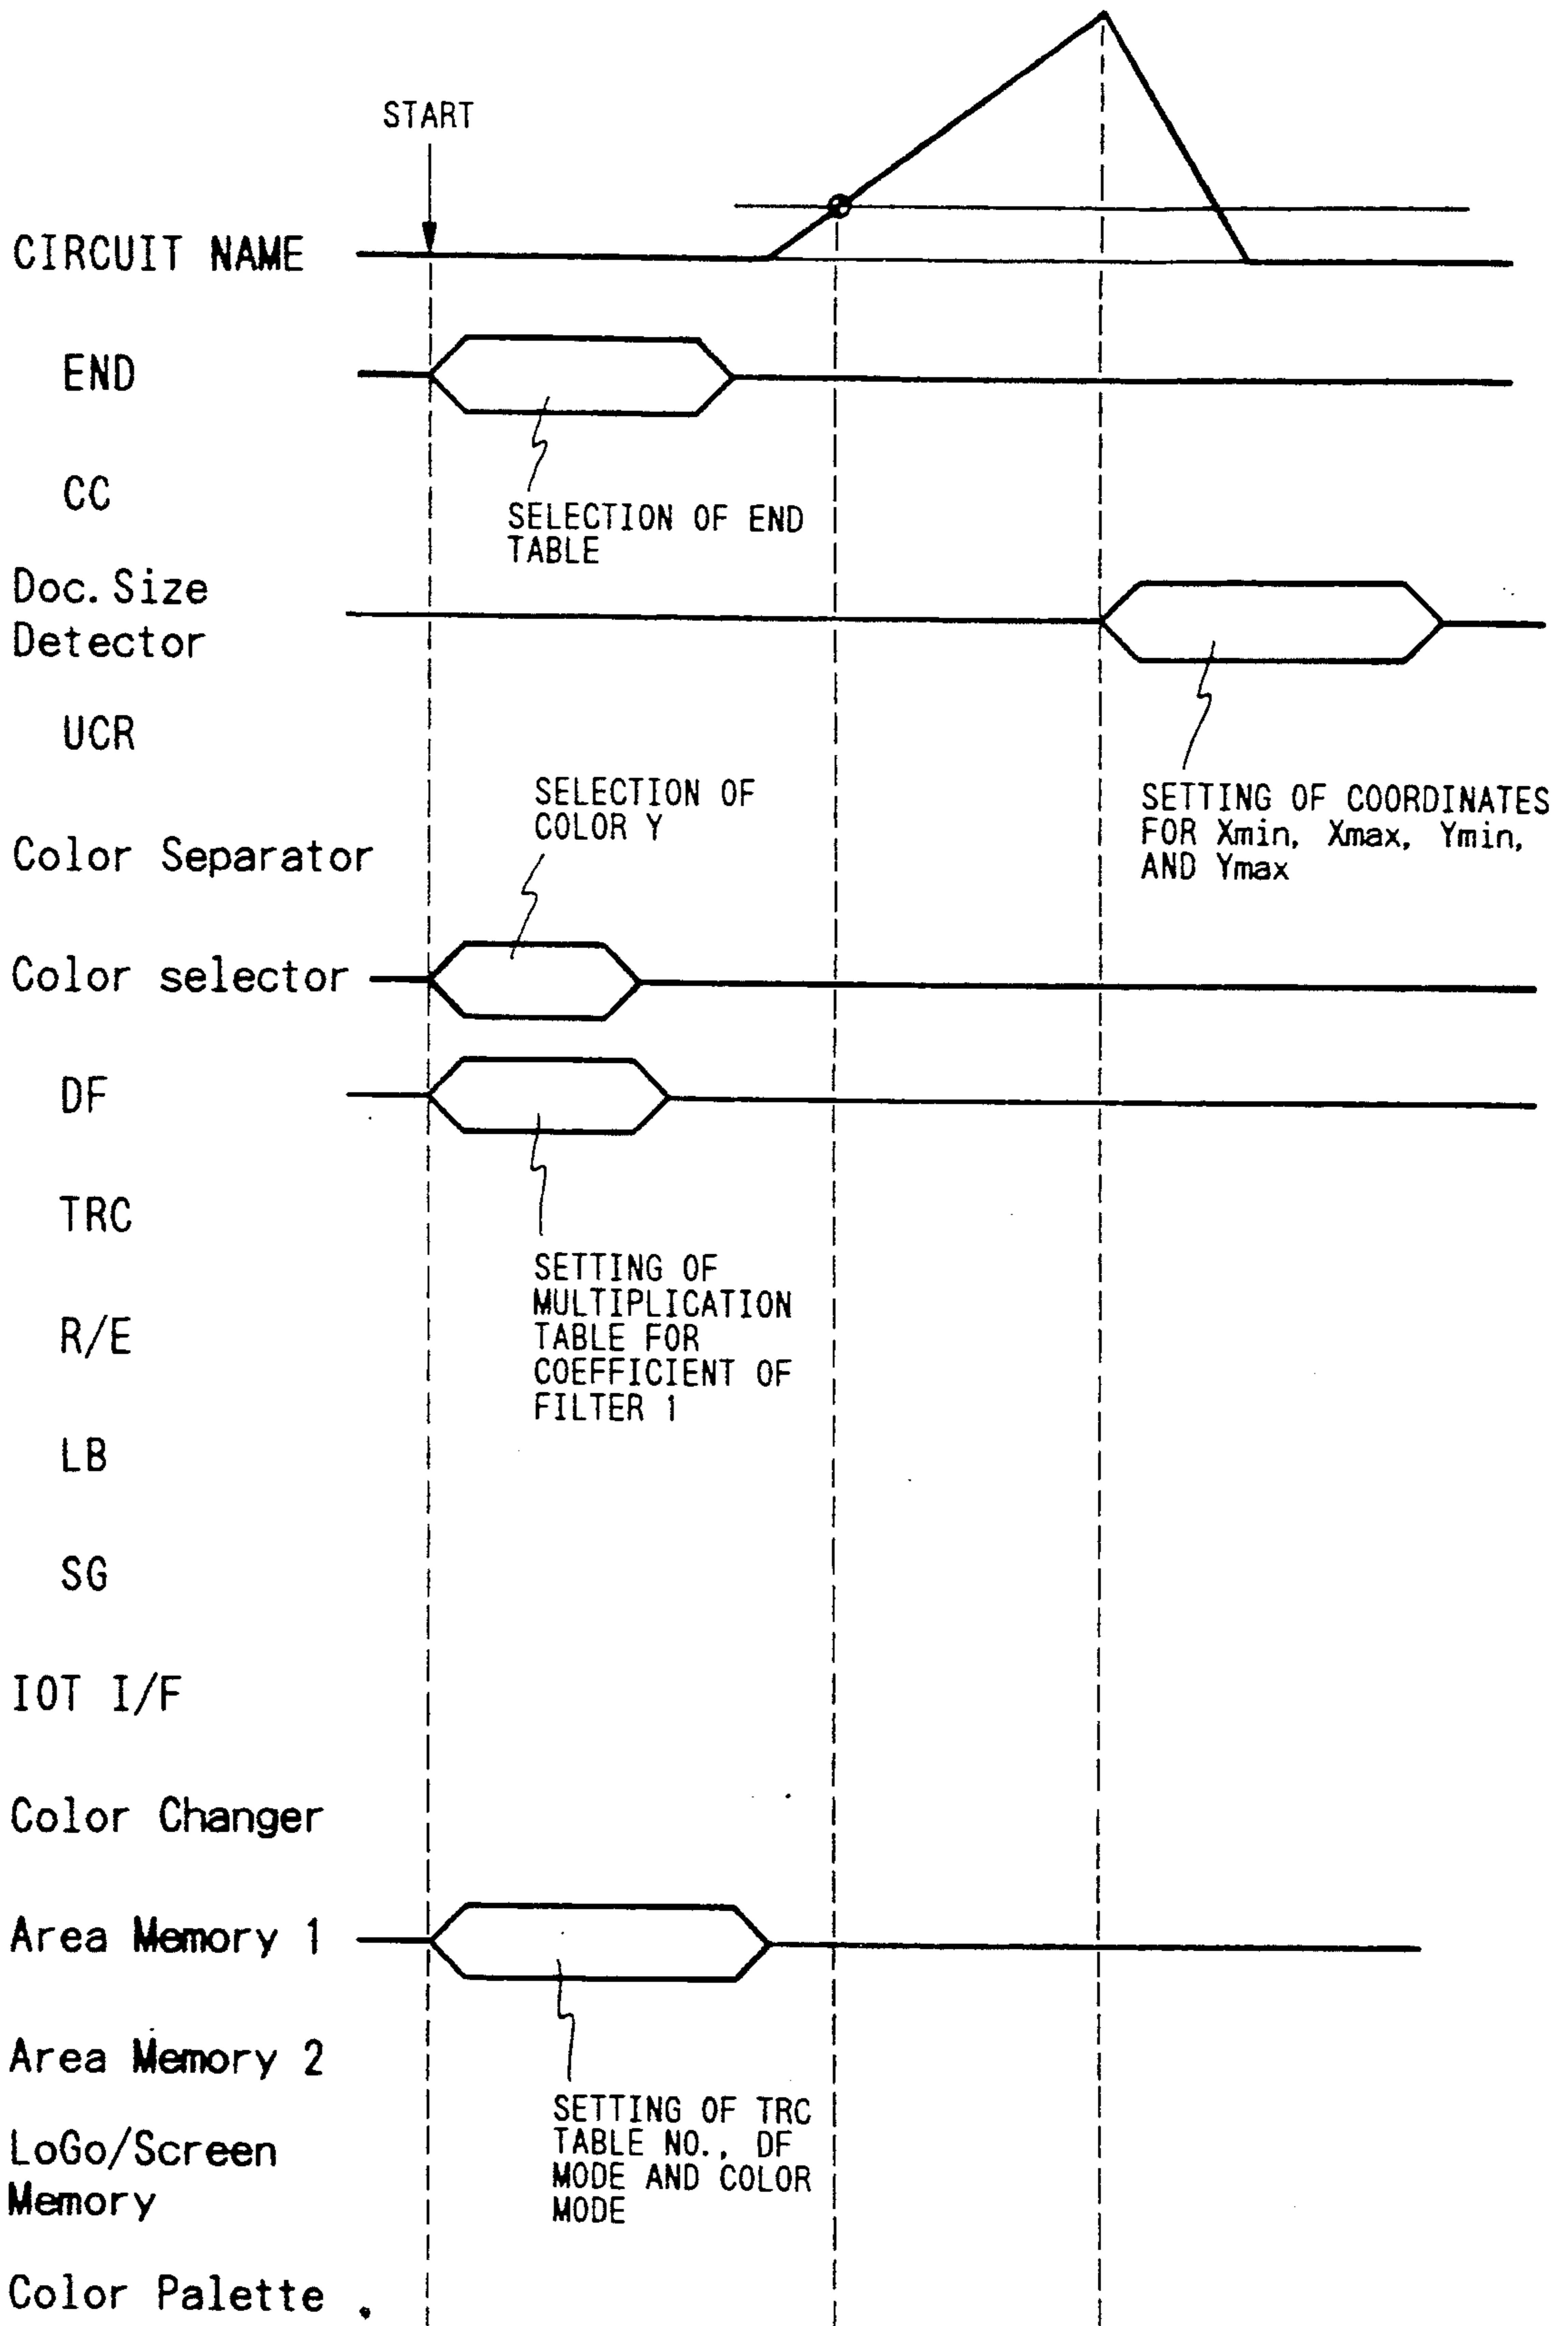 START
CIRCUIT NAME
END
CC
SELECTION OF END
TABLE
Doc. Size
Detector
UCR
SELECTION OF
COLOR Y
SETTING OF COORDINATES
FOR Xmin, Xmax, Ymin,
AND Ymax
Color Separator
Color selector
DF
TRC
SETTING OF
MULTIPLICATION
TABLE FOR
COEFFICIENT OF
FILTER 1
R/E
LB
SG
IOT I/F
Color Changer
Area Memory 1
Area Memory 2
SETTING OF TRC
TABLE NO., DF
MODE AND COLOR
MODE
LoGo/Screen
Memory
Color Palette